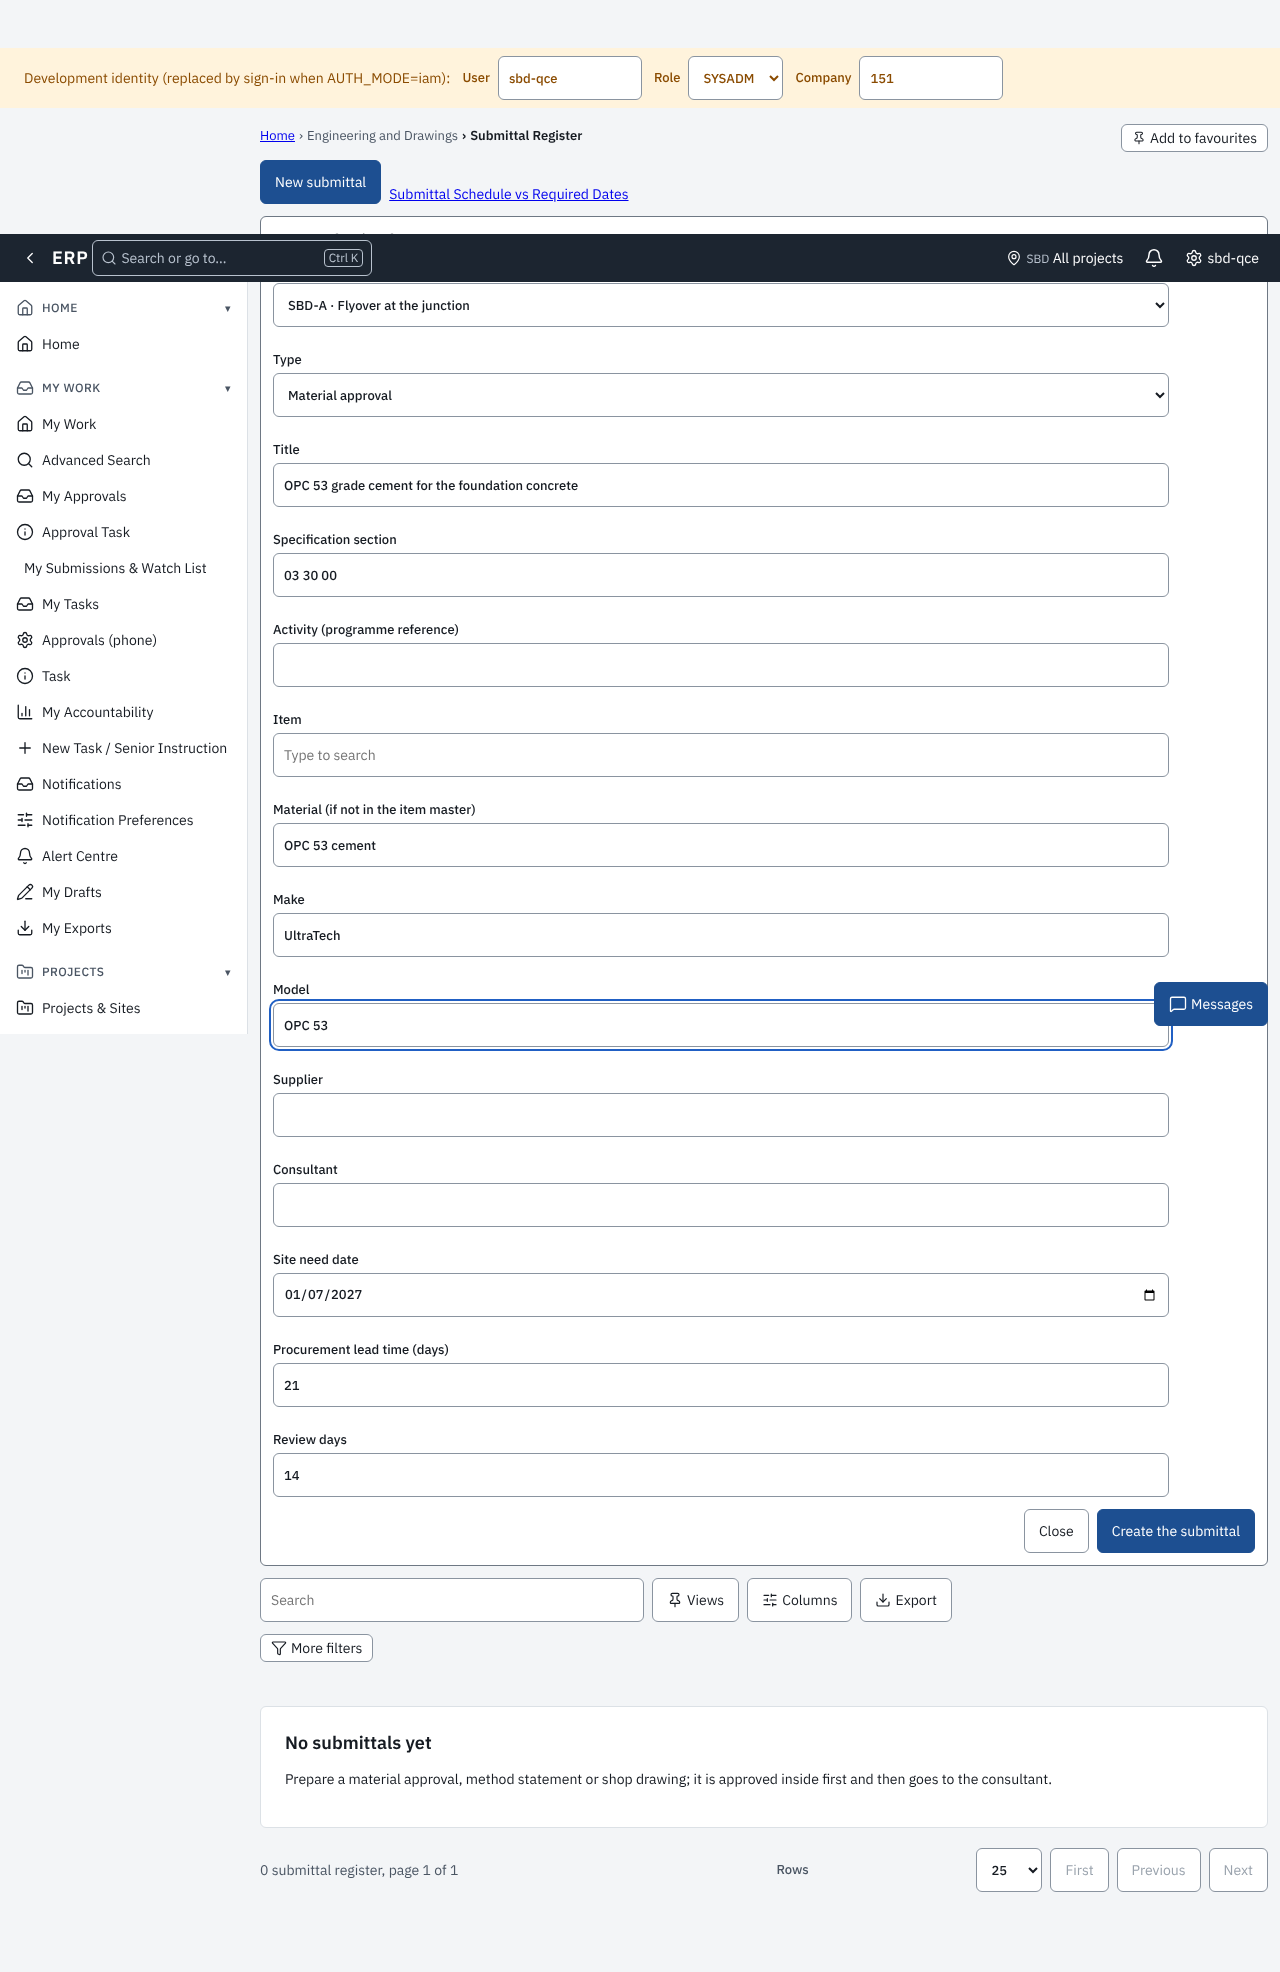 Development identity (replaced by sign-in when AUTH_MODE=iam): User sbd-qce Role SYSADM Company 151
Home › Engineering and Drawings › Submittal Register
Add to favourites
New submittal
Submittal Schedule vs Required Dates
ERP Search or go to... Ctrl K SBD All projects sbd-qce
HOME
Home
MY WORK
My Work
Advanced Search
My Approvals
Approval Task
My Submissions & Watch List
My Tasks
Approvals (phone)
Task
My Accountability
New Task / Senior Instruction
Notifications
Notification Preferences
Alert Centre
My Drafts
My Exports
PROJECTS
Projects & Sites
SBD-A · Flyover at the junction
Type
Material approval
Title
OPC 53 grade cement for the foundation concrete
Specification section
03 30 00
Activity (programme reference)
Item
Type to search
Material (if not in the item master)
OPC 53 cement
Make
UltraTech
Model
OPC 53
Messages
Supplier
Consultant
Site need date
01/07/2027
Procurement lead time (days)
21
Review days
14
Close
Create the submittal
Search
Views
Columns
Export
More filters
No submittals yet
Prepare a material approval, method statement or shop drawing; it is approved inside first and then goes to the consultant.
0 submittal register, page 1 of 1
Rows
25
First
Previous
Next